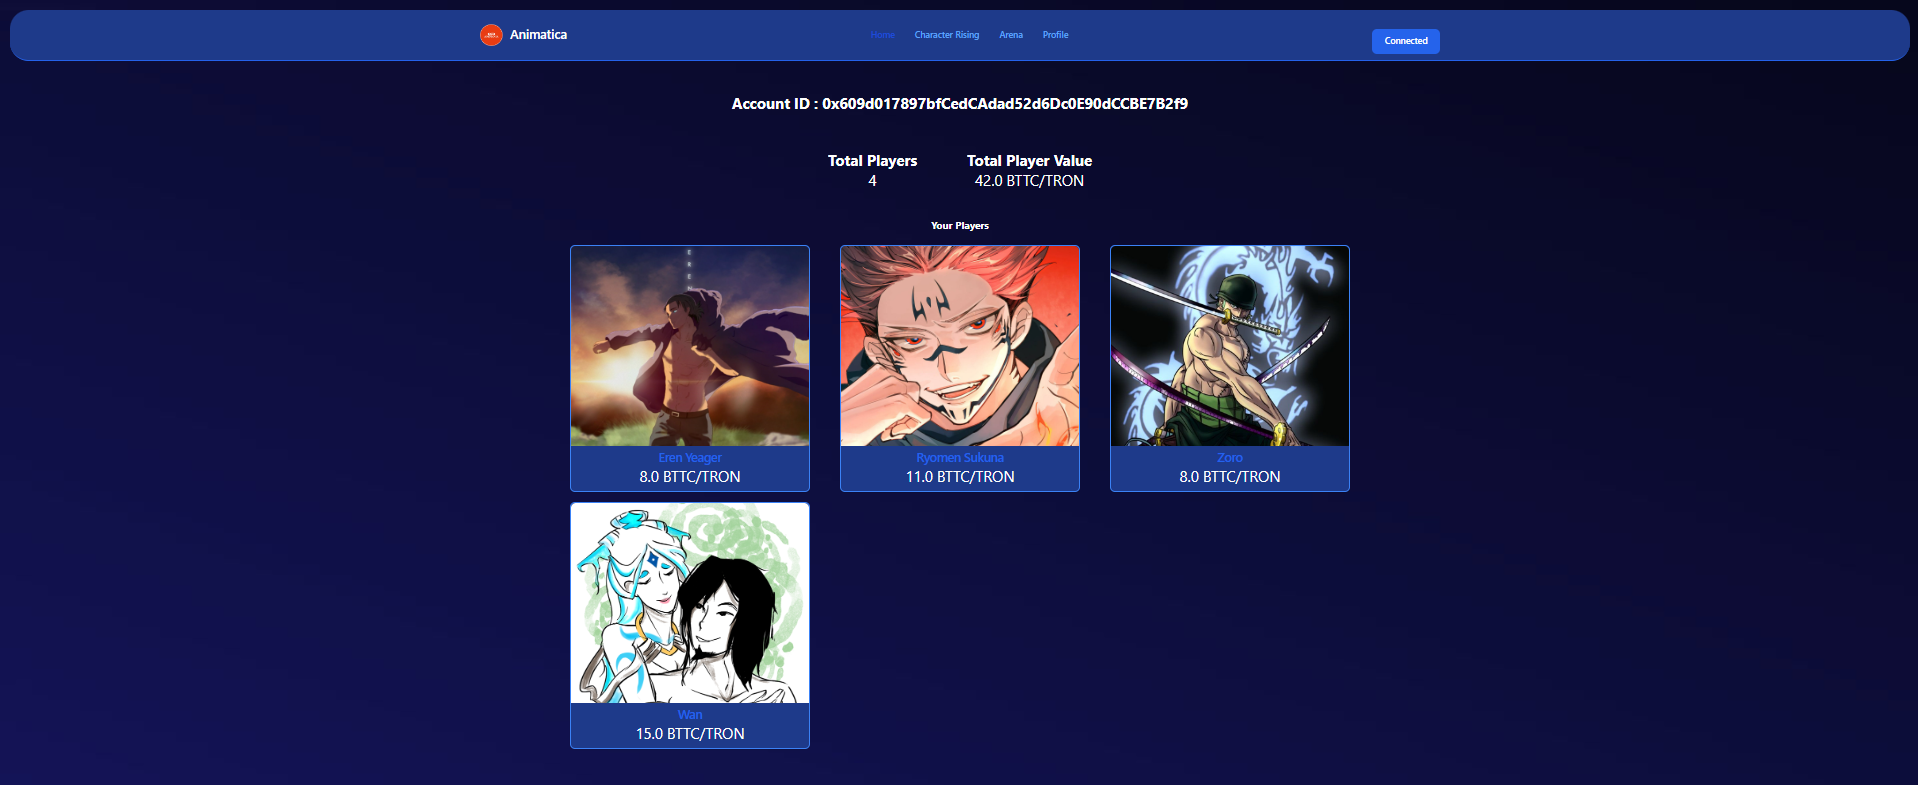 Animatica
Home Character Rising Arena Profile
Connected
Account ID : 0x609d017897bfCedCAdad52d6Dc0E90dCCBE7B2f9
Total Players Total Player Value
4 42.0 BTTC/TRON
Your Players
E
R
E
N
Eren Yeager
8.0 BTTC/TRON
Ryomen Sukuna
11.0 BTTC/TRON
Zoro
8.0 BTTC/TRON
Wan
15.0 BTTC/TRON